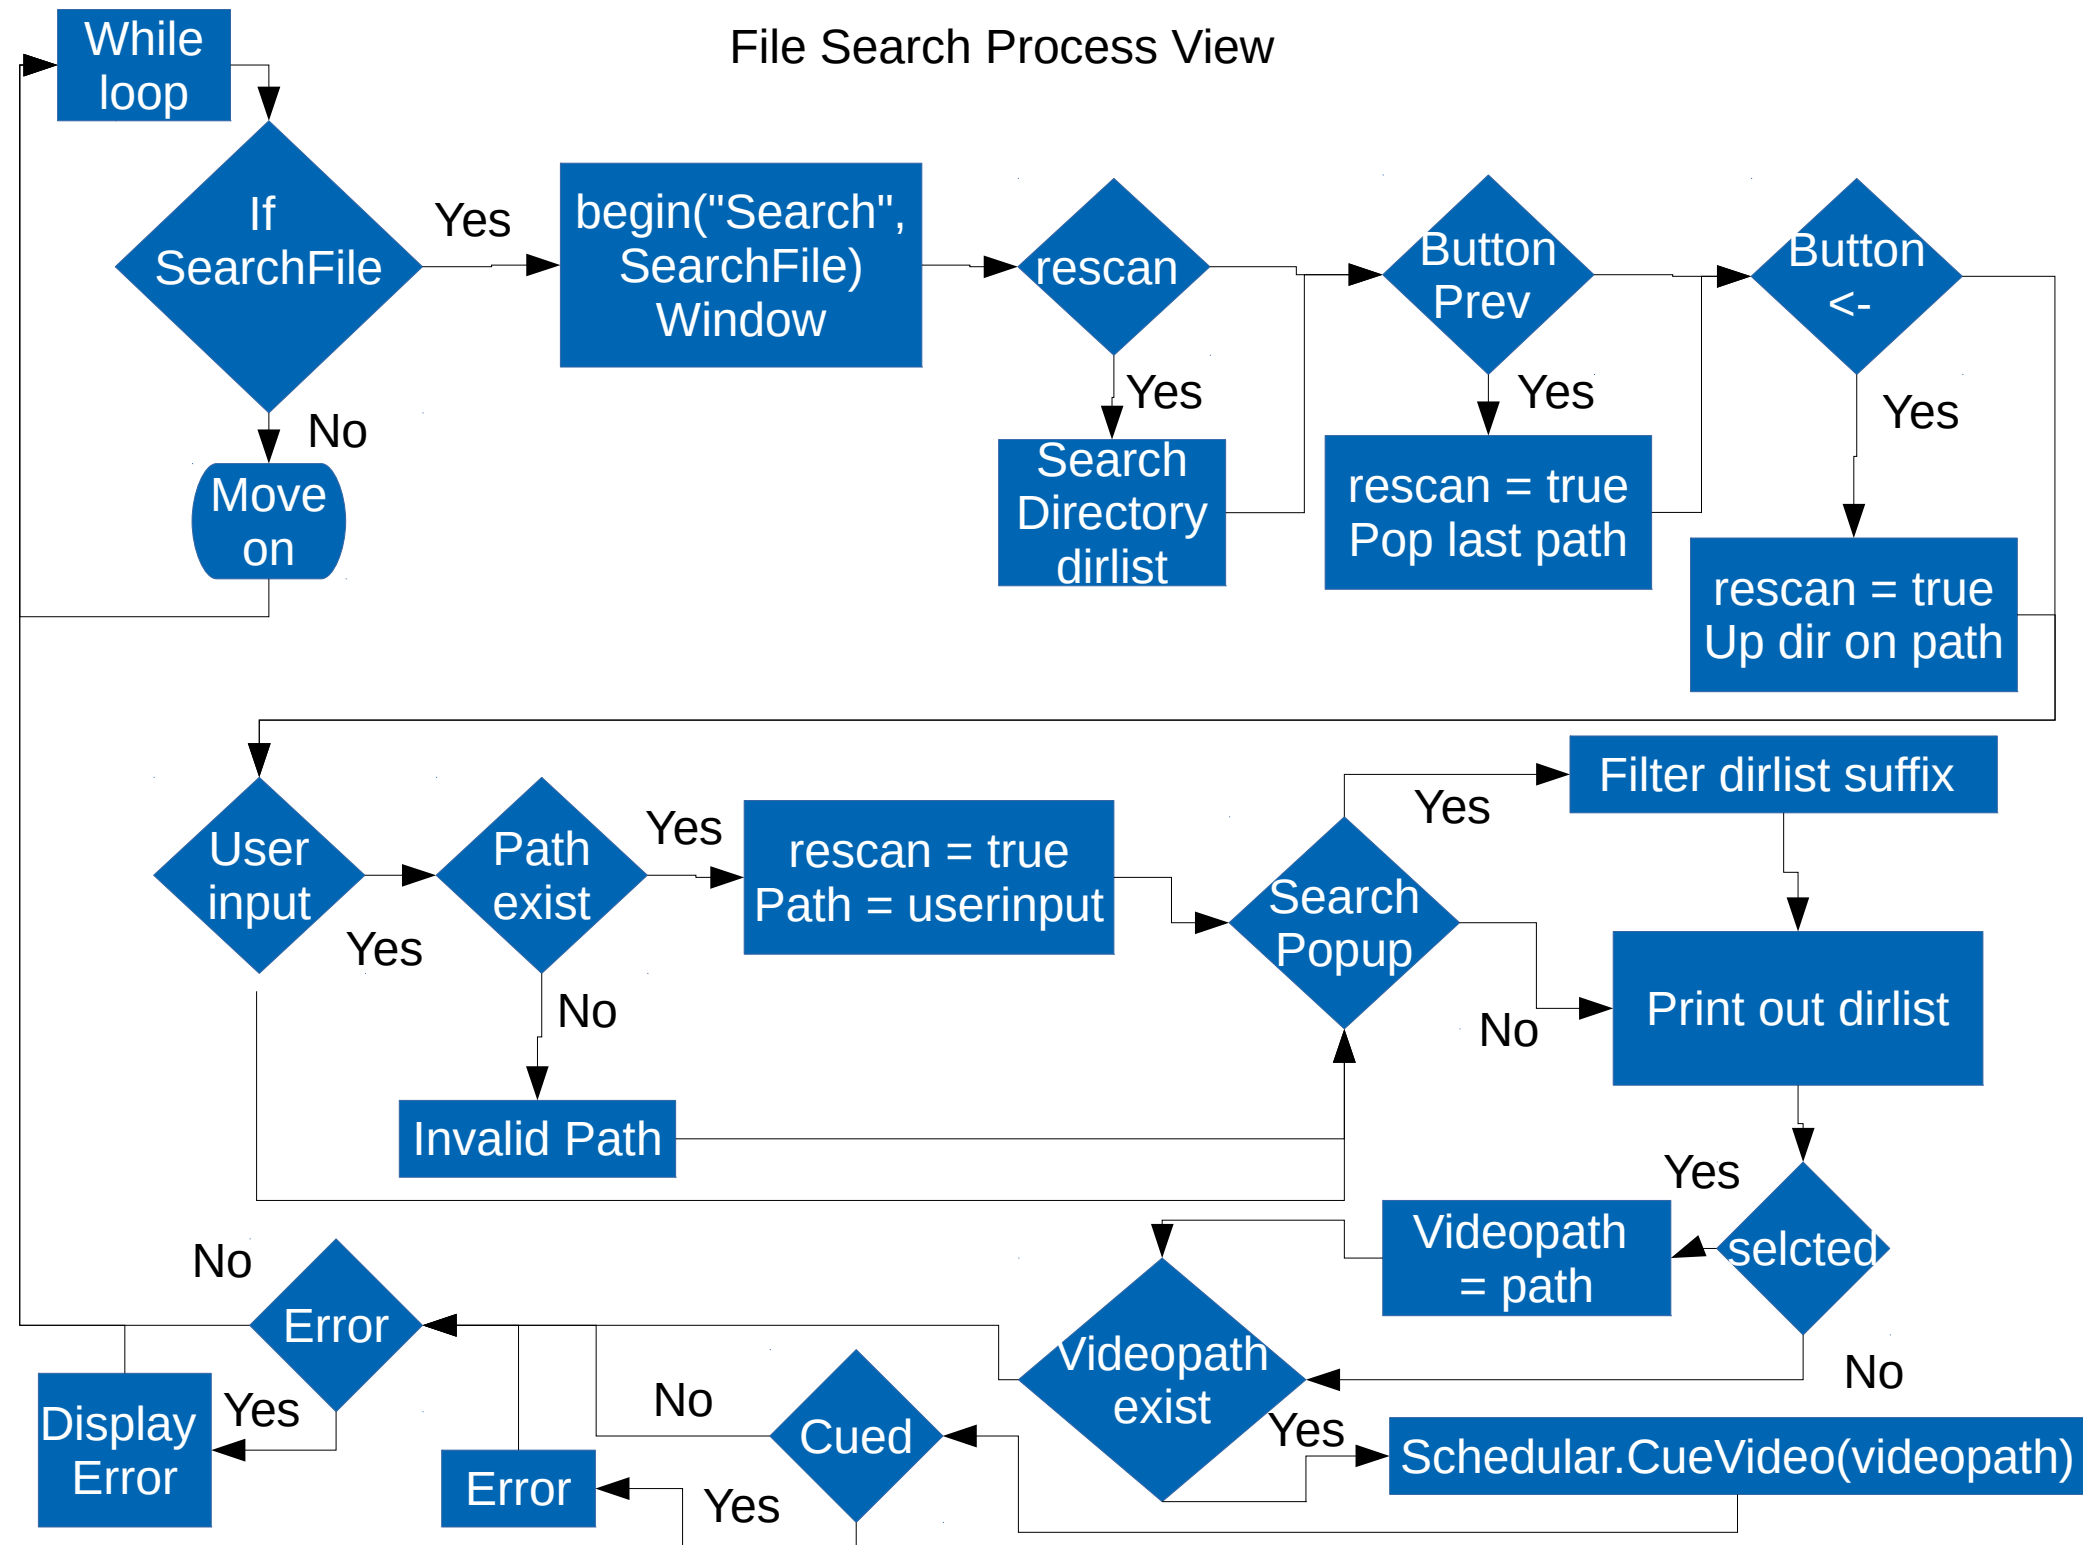 File Search Process View
While
loop
If
SearchFile
Yes
No
Move
on
begin("Search",
SearchFile)
Window
rescan
Yes
Search
Directory
dirlist
Button
Prev
Yes
rescan = true
Pop last path
Button
<-
Yes
rescan = true
Up dir on path
User
input
Yes
Path
exist
Yes
No
Invalid Path
rescan = true
Path = userinput
Search
Popup
Yes
Filter dirlist suffix
No
Print out dirlist
Yes
selcted
No
Videopath
= path
Videopath
exist
Yes
Schedular.CueVideo(videopath)
Cued
No
Yes
Error
Error
No
Yes
Display
Error